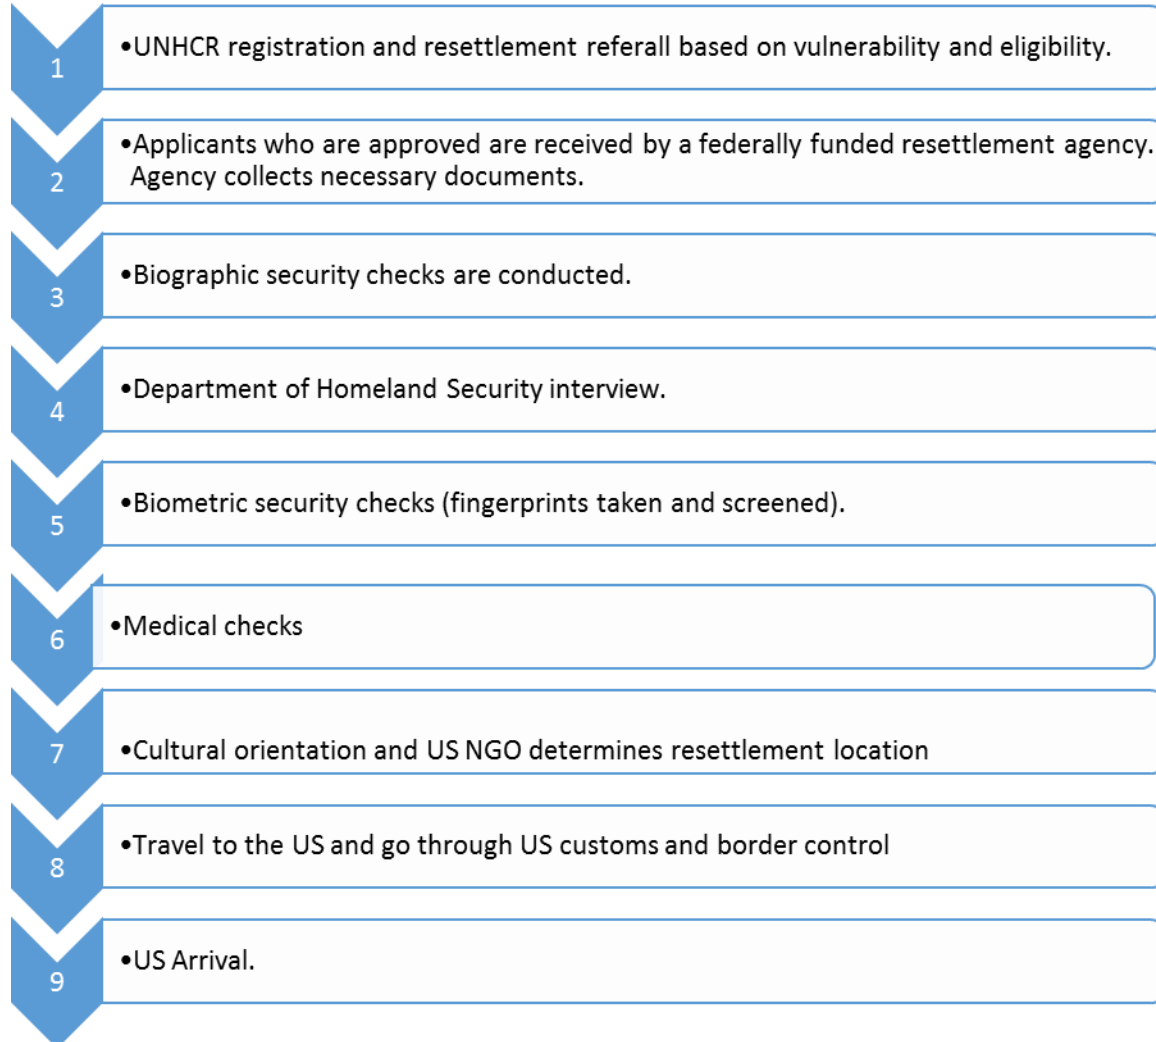 1
•UNHCR registration and resettlement referall based on vulnerability and eligibility.
2
•Applicants who are approved are received by a federally funded resettlement agency.
Agency collects necessary documents.
3
•Biographic security checks are conducted.
4
•Department of Homeland Security interview.
5
•Biometric security checks (fingerprints taken and screened).
6
•Medical checks
7
•Cultural orientation and US NGO determines resettlement location
8
•Travel to the US and go through US customs and border control
9
•US Arrival.